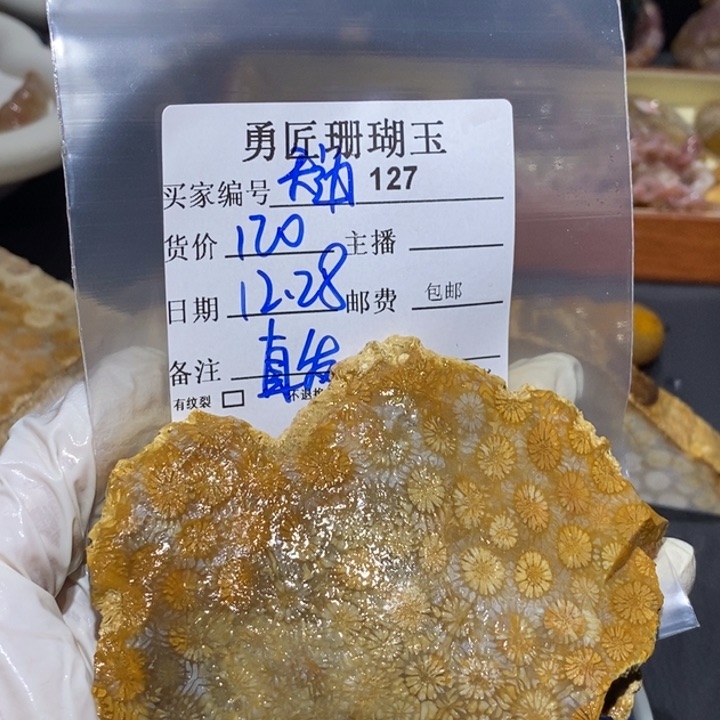 勇匠珊瑚玉
买家编号 127
货价 120 主播
日期 12.28 邮费 包邮
备注 直发
有纹裂 □ 不退换